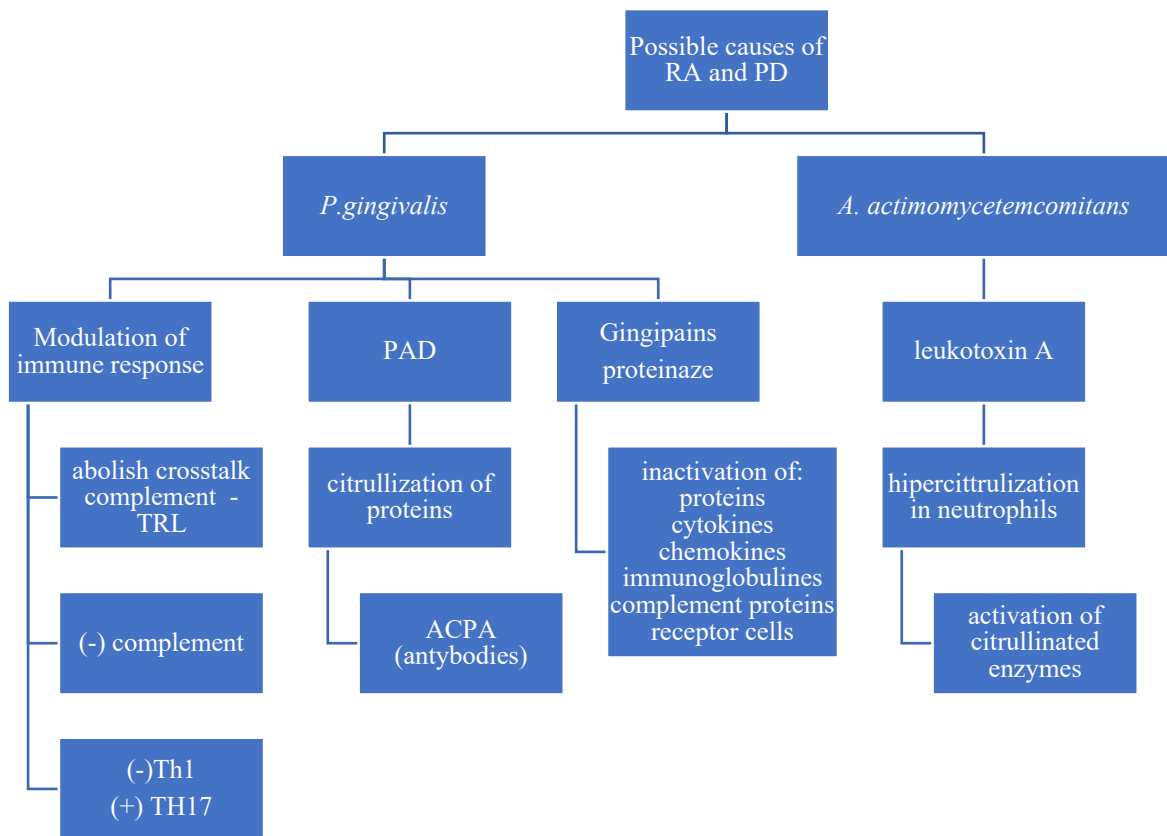 Possible causes of
RA and PD
P.gingivalis
A. actimomycetemcomitans
Modulation of
immune response
PAD
Gingipains
proteinaze
leukotoxin A
abolish crosstalk
complement -
TRL
citrullization of
proteins
inactivation of:
proteins
cytokines
chemokines
immunoglobulines
complement proteins
receptor cells
hipercittrulization
in neutrophils
(-) complement
ACPA
(antybodies)
activation of
citrullinated
enzymes
(-)Th1
(+) TH17